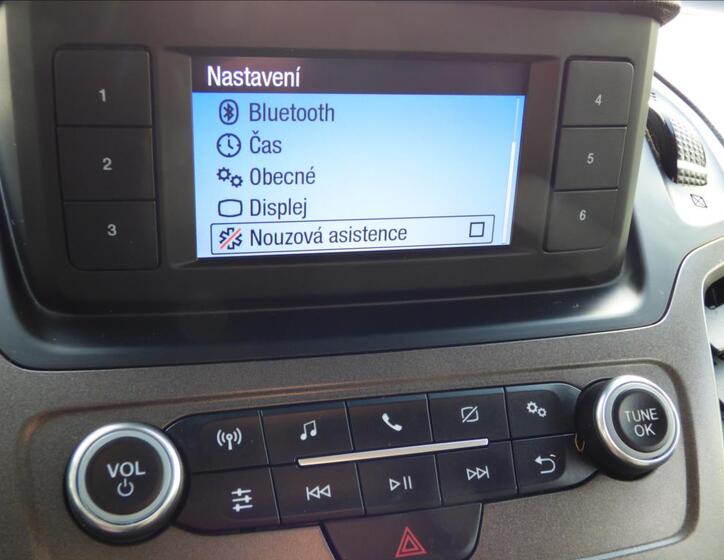 Nastavení
Bluetooth
Čas
Obecné
Displej
Nouzová asistence
1
2
3
4
5
6
VOL
TUNE
OK